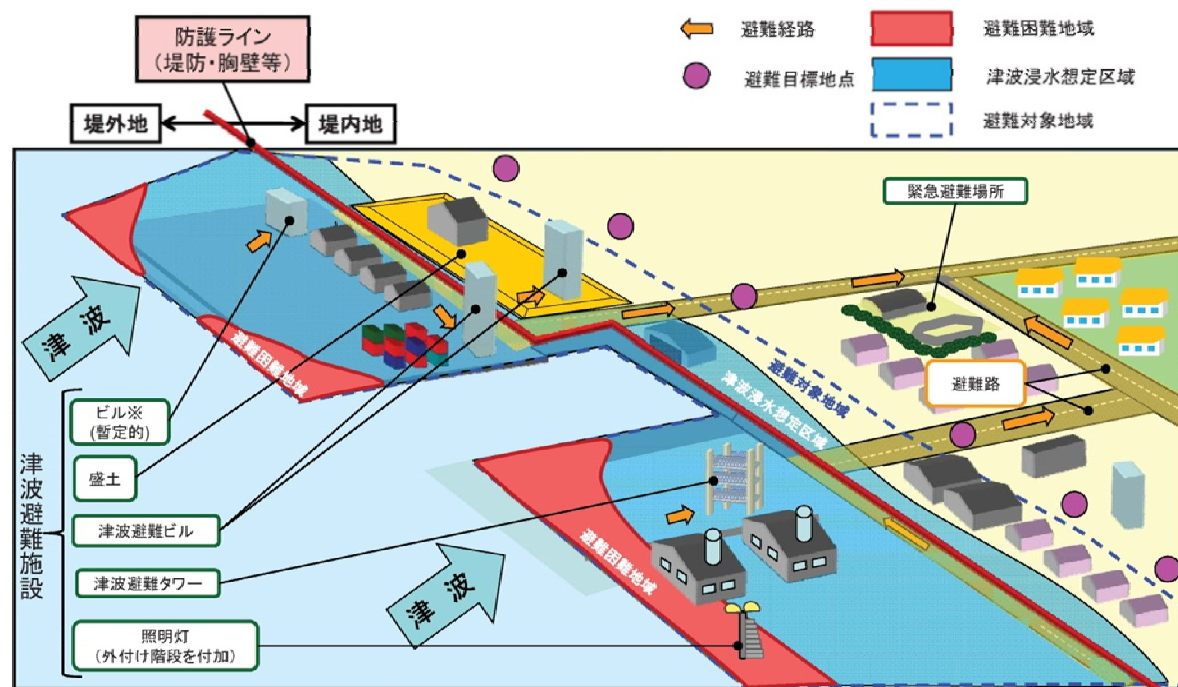 防護ライン
（堤防・胸壁等）
避難経路
避難目標地点
避難困難地域
津波浸水想定区域
避難対象地域
堤外地
堤内地
緊急避難場所
津波
避難困難地域
避難対象地域
津波浸水想定区域
避難路
津波避難施設
ビル※
(暫定的)
盛土
津波避難ビル
津波避難タワー
照明灯
（外付け階段を付加）
津波
避難困難地域